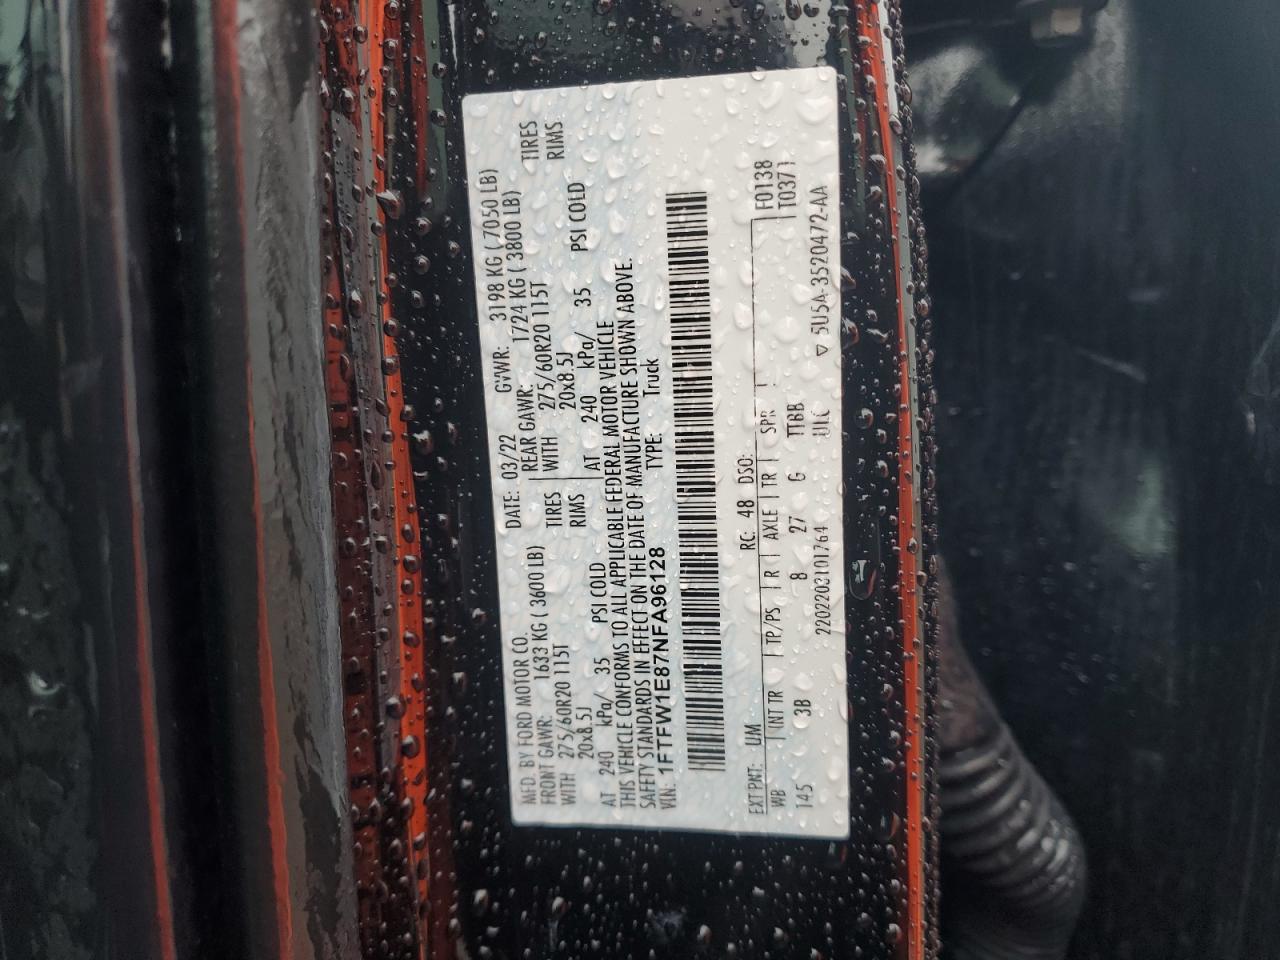 MFD. BY FORD MOTOR CO. DATE: 03/22 GVWR: 3198 KG ( 7050 LB)
FRONT GAWR: 1633 KG ( 3600 LB) REAR GAWR: 1724 KG ( 3800 LB)
WITH 275/60R20 115T TIRES WITH 275/60R20 115T TIRES
20x8.5J RIMS 20x8.5J RIMS
AT 240 kPa/ 35 PSI COLD AT 240 kPa/ 35 PSI COLD
THIS VEHICLE CONFORMS TO ALL APPLICABLE FEDERAL MOTOR VEHICLE
SAFETY STANDARDS IN EFFECT ON THE DATE OF MANUFACTURE SHOWN ABOVE.
VIN: 1FTFW1E87NFA96128 TYPE: Truck
F0138
T0371
EXT PNT: UM RC: 48 DSO:
WB INT TR TP/PS R AXLE TR SPR
145 3B 8 27 G TTBB
2202203101764 ULC ▽ 5U5A-3520472-AA